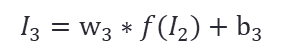 I₃ = w₃ * f(I₂) + b₃